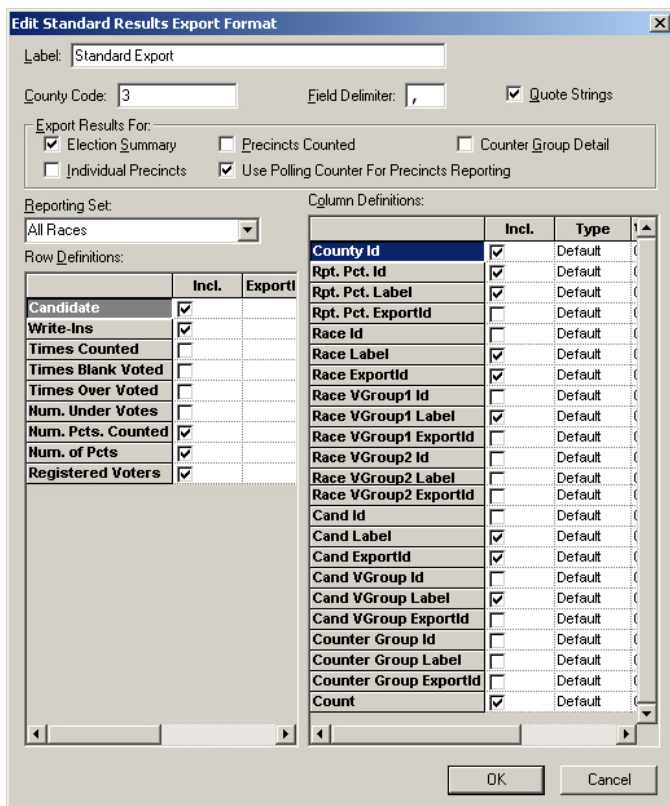 Edit Standard Results Export Format
Label: Standard Export
County Code: 3 Field Delimiter: , Quote Strings
Export Results For:
Election Summary Precincts Counted Counter Group Detail
Individual Precincts Use Polling Counter For Precincts Reporting
Reporting Set:
All Races
Row Definitions:
Incl. ExportI
Candidate
Write-Ins
Times Counted
Times Blank Voted
Times Over Voted
Num. Under Votes
Num. Pcts. Counted
Num. of Pcts
Registered Voters
Column Definitions:
Incl. Type
County Id Default
Rpt. Pct. Id Default
Rpt. Pct. Label Default
Rpt. Pct. ExportId Default
Race Id Default
Race Label Default
Race ExportId Default
Race VGroup1 Id Default
Race VGroup1 Label Default
Race VGroup1 ExportId Default
Race VGroup2 Id Default
Race VGroup2 Label Default
Race VGroup2 ExportId Default
Cand Id Default
Cand Label Default
Cand ExportId Default
Cand VGroup Id Default
Cand VGroup Label Default
Cand VGroup ExportId Default
Counter Group Id Default
Counter Group Label Default
Counter Group ExportId Default
Count Default
OK Cancel